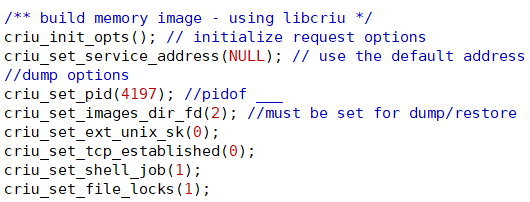 /** build memory image - using libcriu */
criu_init_opts(); // initialize request options
criu_set_service_address(NULL); // use the default address
//dump options
criu_set_pid(4197); //pidof ___
criu_set_images_dir_fd(2); //must be set for dump/restore
criu_set_ext_unix_sk(0);
criu_set_tcp_established(0);
criu_set_shell_job(1);
criu_set_file_locks(1);